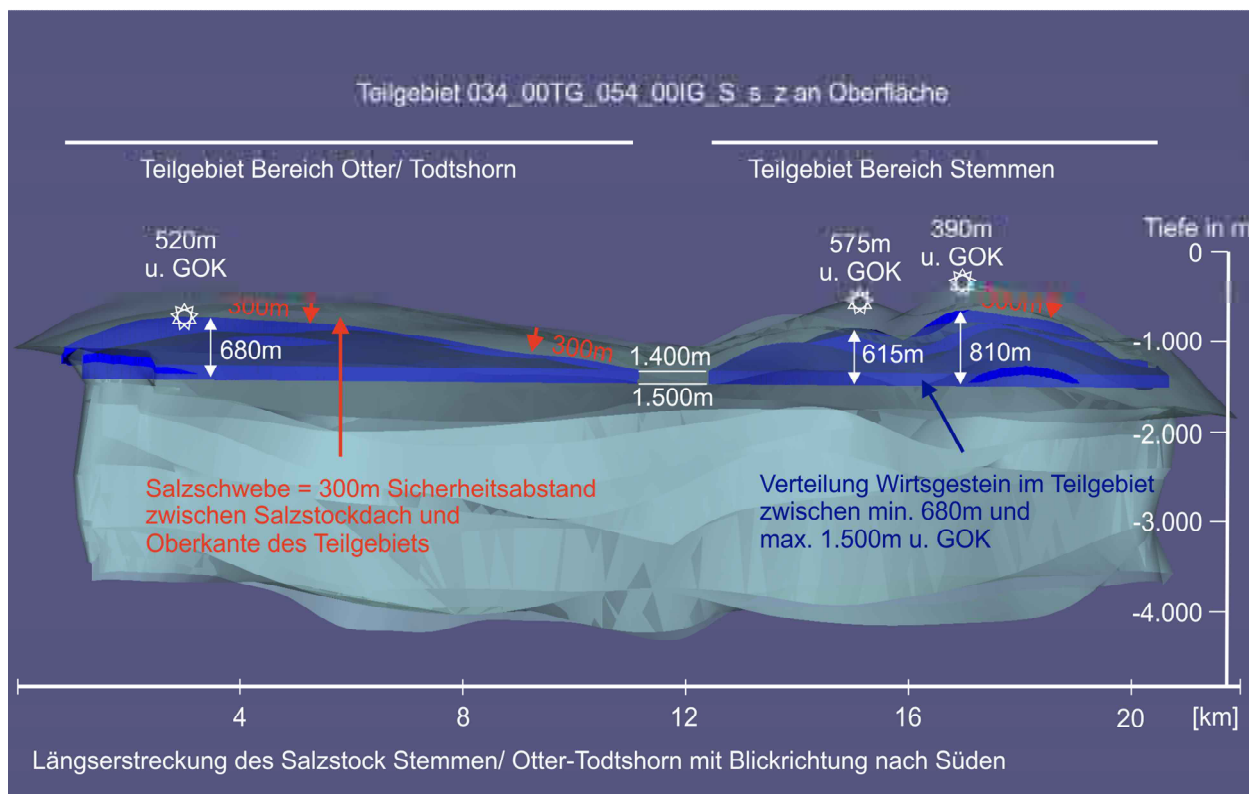 Teilgebiet 034_00TG_054_00IG_S_s_z an Oberfläche
Teilgebiet Bereich Otter/ Todtshorn
Teilgebiet Bereich Stemmen
520m
u. GOK
575m
u. GOK
390m
u. GOK
Tiefe in m
0
300m
300m
300m
680m
1.400m
1.500m
615m
810m
-1.000
-2.000
-3.000
-4.000
Salzschwebe = 300m Sicherheitsabstand
zwischen Salzstockdach und
Oberkante des Teilgebiets
Verteilung Wirtsgestein im Teilgebiet
zwischen min. 680m und
max. 1.500m u. GOK
4 8 12 16 20 [km]
Längserstreckung des Salzstock Stemmen/ Otter-Todtshorn mit Blickrichtung nach Süden